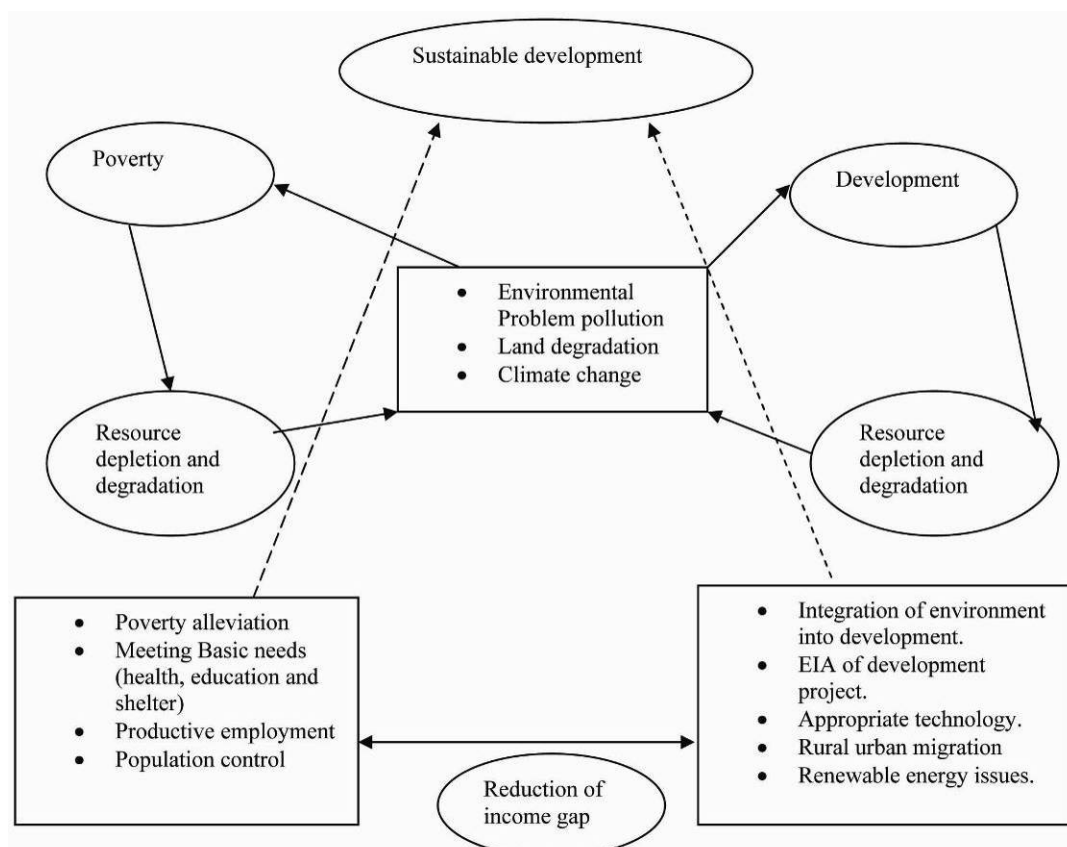 Sustainable development
Poverty
Development
• Environmental
Problem pollution
• Land degradation
• Climate change
Resource
depletion and
degradation
Resource
depletion and
degradation
• Poverty alleviation
• Meeting Basic needs
(health, education and
shelter)
• Productive employment
• Population control
• Integration of environment
into development.
• EIA of development
project.
• Appropriate technology.
• Rural urban migration
• Renewable energy issues.
Reduction of
income gap